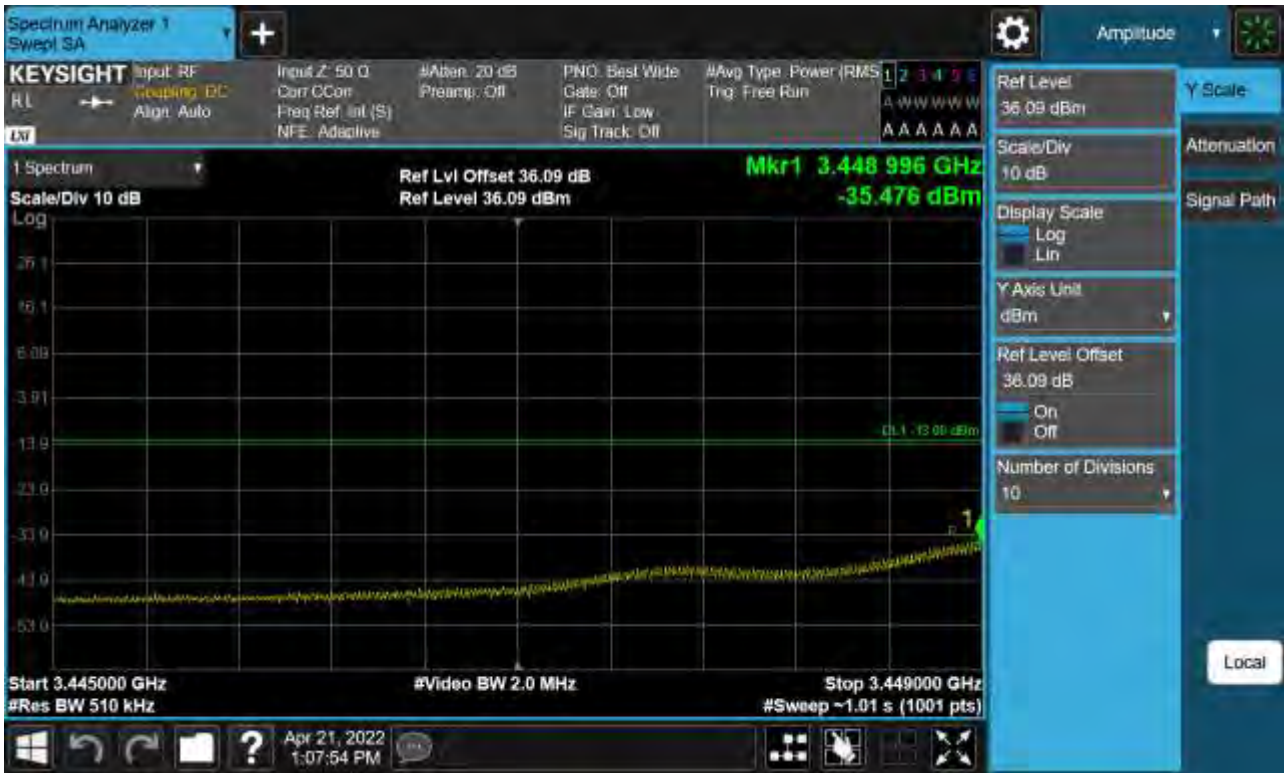 Spectrum Analyzer 1
Swept SA
Amplitude
KEYSIGHT
RL
LXI
Input: RF
Coupling: DC
Align: Auto
Input Z: 50 Ω
Corr CCorr
Freq Ref: Int (S)
NFE: Adaptive
#Atten: 20 dB
Preamp: Off
PNO: Best Wide
Gate: Off
IF Gain: Low
Sig Track: Off
#Avg Type: Power (RMS
Trig: Free Run
1 2 3 4 5 6
A W W W W W
A A A A A A
1 Spectrum
Scale/Div 10 dB
Log
Ref Lvl Offset 36.09 dB
Ref Level 36.09 dBm
Mkr1 3.448 996 GHz
-35.476 dBm
26.1
16.1
6.09
-3.91
-13.9
-23.9
-33.9
-43.9
-53.9
DL1 -13.00 dBm
1
Start 3.445000 GHz
#Res BW 510 kHz
#Video BW 2.0 MHz
Stop 3.449000 GHz
#Sweep ~1.01 s (1001 pts)
Ref Level
36.09 dBm
Scale/Div
10 dB
Display Scale
Log
Lin
Y Axis Unit
dBm
Ref Level Offset
36.09 dB
On
Off
Number of Divisions
10
Y Scale
Attenuation
Signal Path
Local
?
Apr 21, 2022
1:07:54 PM